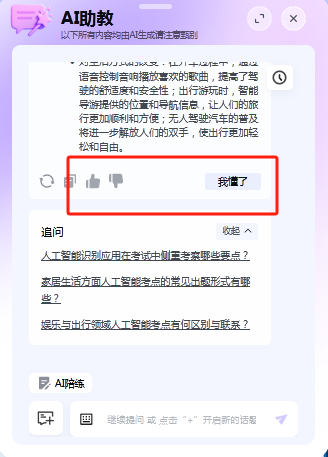 AI助教
以下所有内容均由AI生成请注意甄别
对生活方式的改变：在开车过程中，通过
语音控制音响播放喜欢的歌曲，提高了驾
驶的舒适度和安全性；出行游玩时，智能
导游提供的位置和导航信息，让人们的旅
行更加顺利和方便；无人驾驶汽车的普及
将进一步解放人们的双手，使出行更加轻
松和自由。
我懂了
追问
收起
人工智能识别应用在考试中侧重考察哪些要点？
家居生活方面人工智能考点的常见出题形式有哪
些？
娱乐与出行领域人工智能考点有何区别与联系？
AI陪练
继续提问 或 点击“+”开启新的话题